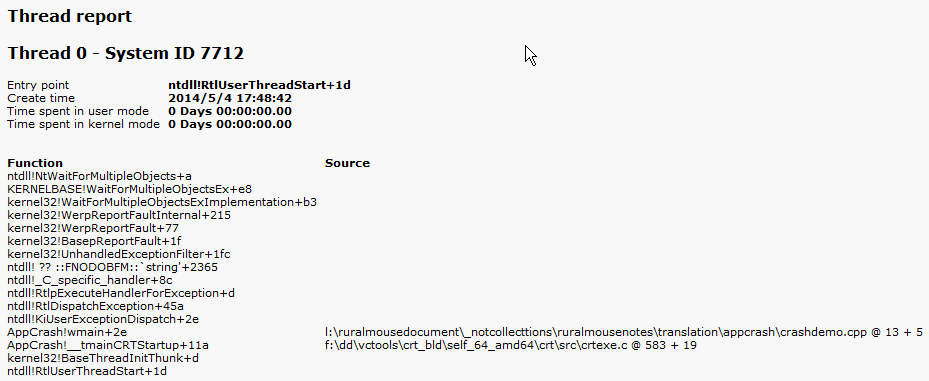 Thread report
Thread 0 - System ID 7712
Entry point ntdll!RtlUserThreadStart+1d
Create time 2014/5/4 17:48:42
Time spent in user mode 0 Days 00:00:00.00
Time spent in kernel mode 0 Days 00:00:00.00
Function Source
ntdll!NtWaitForMultipleObjects+a
KERNELBASE!WaitForMultipleObjectsEx+e8
kernel32!WaitForMultipleObjectsExImplementation+b3
kernel32!WerpReportFaultInternal+215
kernel32!WerpReportFault+77
kernel32!BasepReportFault+1f
kernel32!UnhandledExceptionFilter+1fc
ntdll! ?? ::FNODOBFM::`string'+2365
ntdll!_C_specific_handler+8c
ntdll!RtlpExecuteHandlerForException+d
ntdll!RtlDispatchException+45a
ntdll!KiUserExceptionDispatch+2e
AppCrash!wmain+2e l:\ruralmousedocument\_notcollecttions\ruralmousenotes\translation\appcrash\crashdemo.cpp @ 13 + 5
AppCrash!__tmainCRTStartup+11a f:\dd\vctools\crt_bld\self_64_amd64\crt\src\crtexe.c @ 583 + 19
kernel32!BaseThreadInitThunk+d
ntdll!RtlUserThreadStart+1d